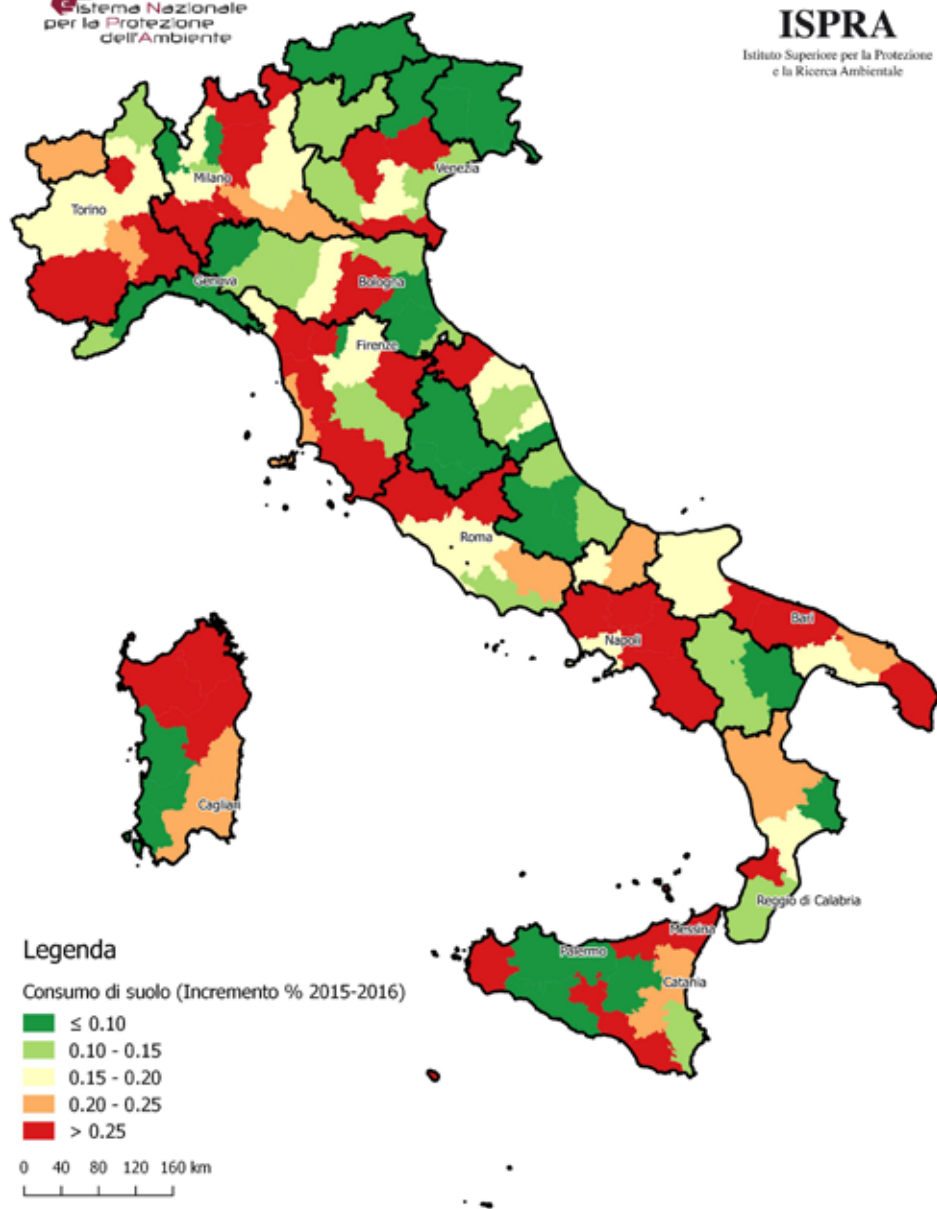 Sistema Nazionale
per la Protezione
dell'Ambiente
ISPRA
Istituto Superiore per la Protezione
e la Ricerca Ambientale
Venezia
Milano
Torino
Genova
Bologna
Firenze
Roma
Bari
Napoli
Cagliari
Reggio di Calabria
Messina
Palermo
Catania
Legenda
Consumo di suolo (Incremento % 2015-2016)
≤ 0.10
0.10 - 0.15
0.15 - 0.20
0.20 - 0.25
> 0.25
0 40 80 120 160 km